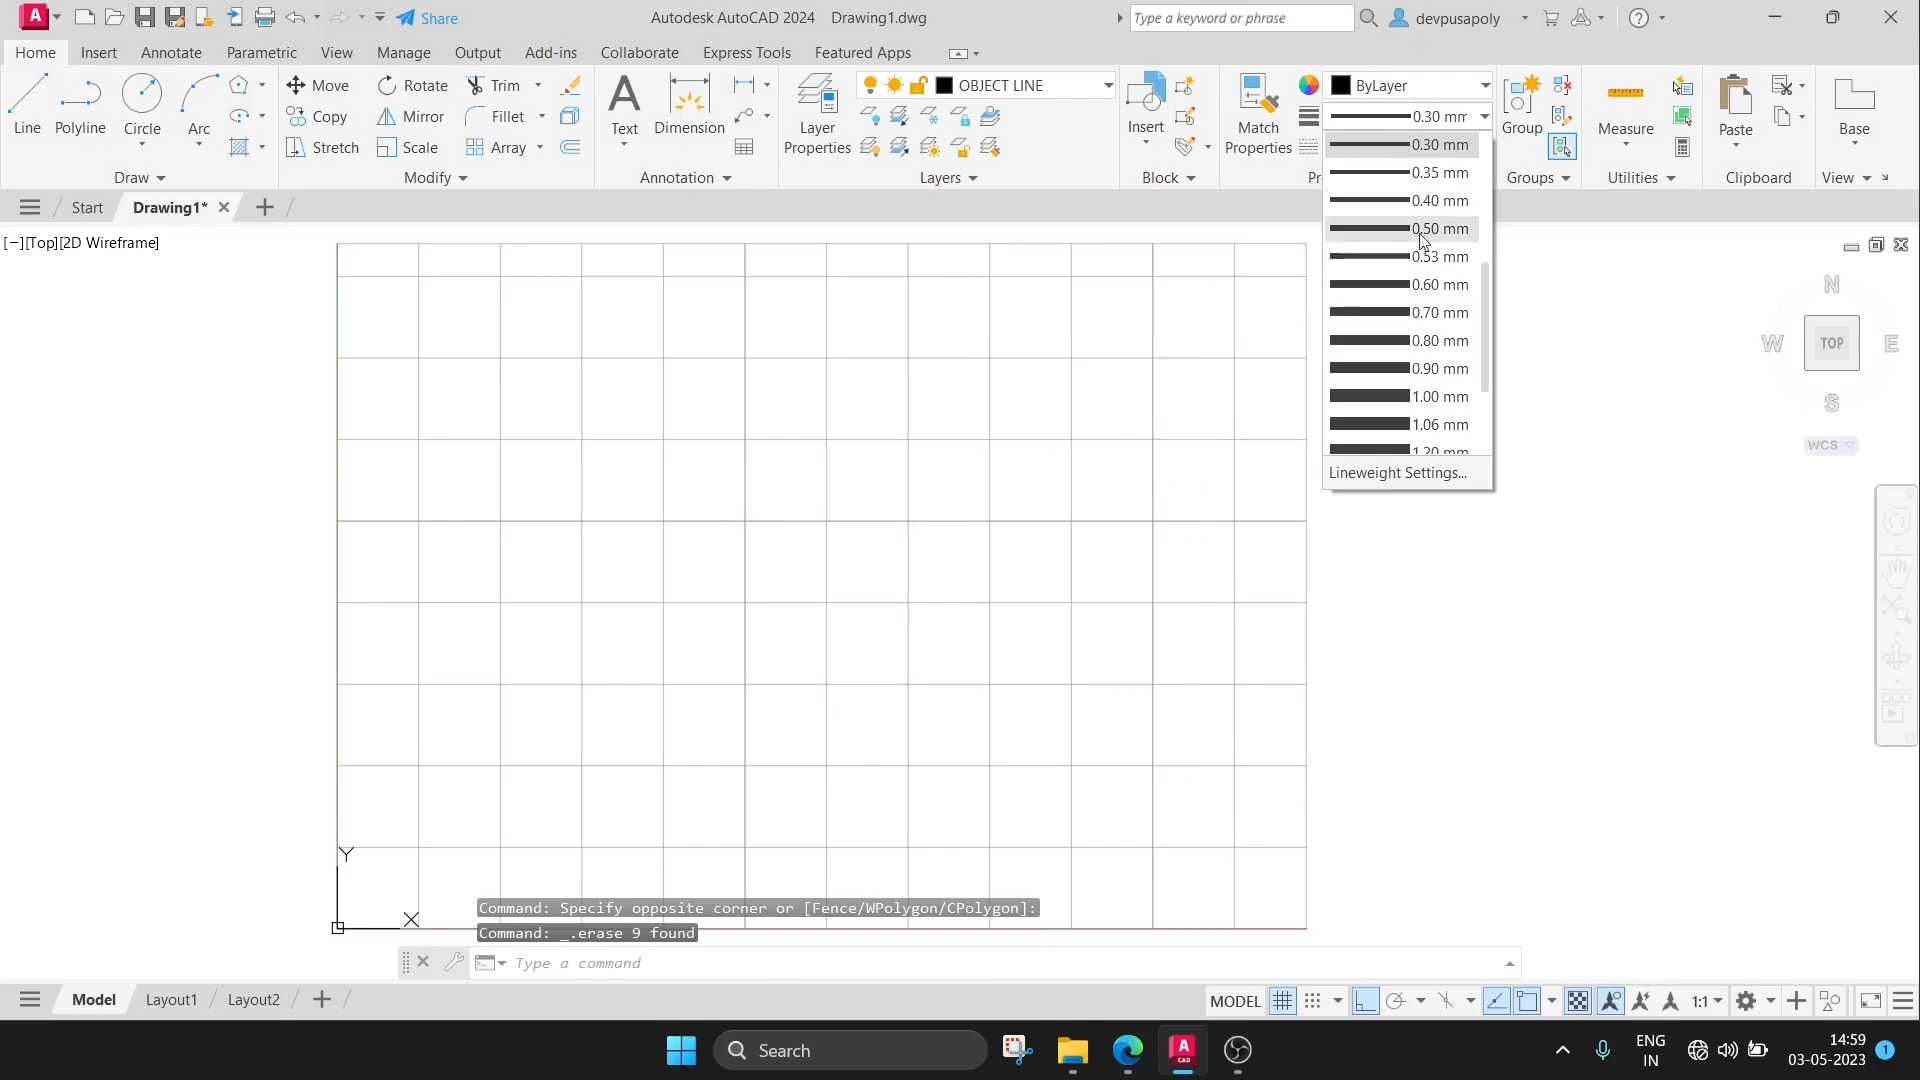 A CAD
Share
Autodesk AutoCAD 2024 Drawing1.dwg
Type a keyword or phrase
devpusapoly
Home Insert Annotate Parametric View Manage Output Add-ins Collaborate Express Tools Featured Apps
Line Polyline Circle Arc
Move Rotate Trim
Copy Mirror Fillet
Stretch Scale Array
Text Dimension
Layer Properties
OBJECT LINE
Insert
Match Properties
ByLayer
0.30 mm
Group
Measure
Paste
Base
Draw
Modify
Annotation
Layers
Block
Pr
Groups
Utilities
Clipboard
View
0.30 mm
0.35 mm
0.40 mm
0.50 mm
0.53 mm
0.60 mm
0.70 mm
0.80 mm
0.90 mm
1.00 mm
1.06 mm
1.20 mm
Lineweight Settings...
Start Drawing1*
[−][Top][2D Wireframe]
N
W TOP E
S
WCS
Y
X
Command: Specify opposite corner or [Fence/WPolygon/CPolygon]:
Command: _.erase 9 found
Type a command
Model Layout1 Layout2
MODEL
1:1
Search
ENG
IN
14:59
03-05-2023
1